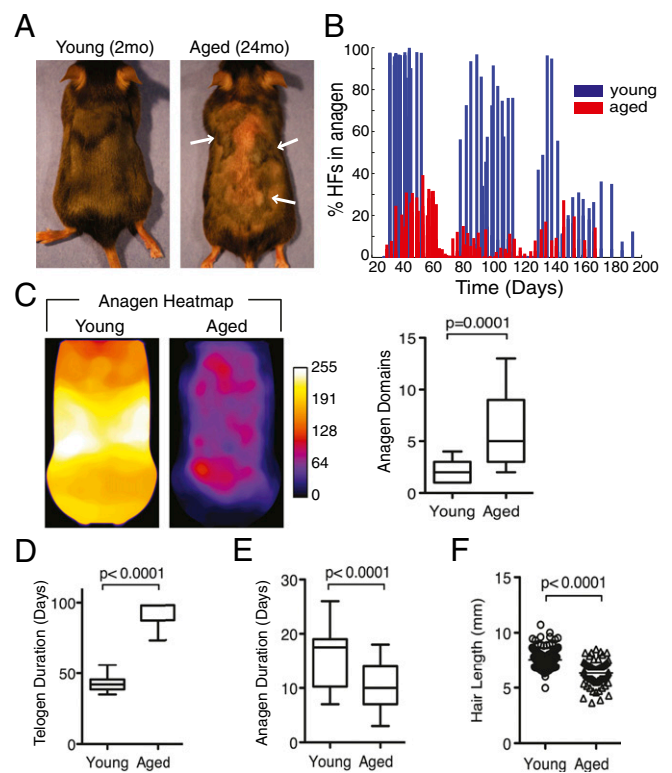 A
Young (2mo)
Aged (24mo)
B
% HFs in anagen
100
80
60
40
20
0
young
aged
20 40 60 80 100 120 140 160 180 200
Time (Days)
C
Anagen Heatmap
Young
Aged
255
191
128
64
0
p=0.0001
Anagen Domains
15
10
5
0
Young Aged
D
p< 0.0001
Telogen Duration (Days)
100
50
0
Young Aged
E
p< 0.0001
Anagen Duration (Days)
30
20
10
0
Young Aged
F
p< 0.0001
Hair Length (mm)
15
10
5
0
Young Aged